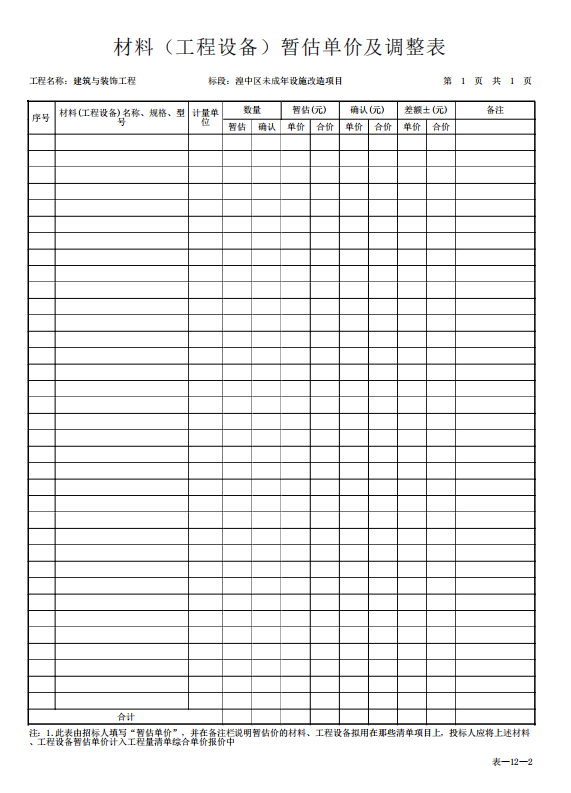 材料（工程设备）暂估单价及调整表
工程名称：建筑与装饰工程 标段：湟中区未成年设施改造项目 第 1 页 共 1 页
序号 材料(工程设备)名称、规格、型号 计量单位 数量 暂估(元) 确认(元) 差额±(元) 备注
暂估 确认 单价 合价 单价 合价 单价 合价
合计
注：1.此表由招标人填写“暂估单价”，并在备注栏说明暂估价的材料、工程设备拟用在那些清单项目上，投标人应将上述材料
、工程设备暂估单价计入工程量清单综合单价报价中
表—12—2